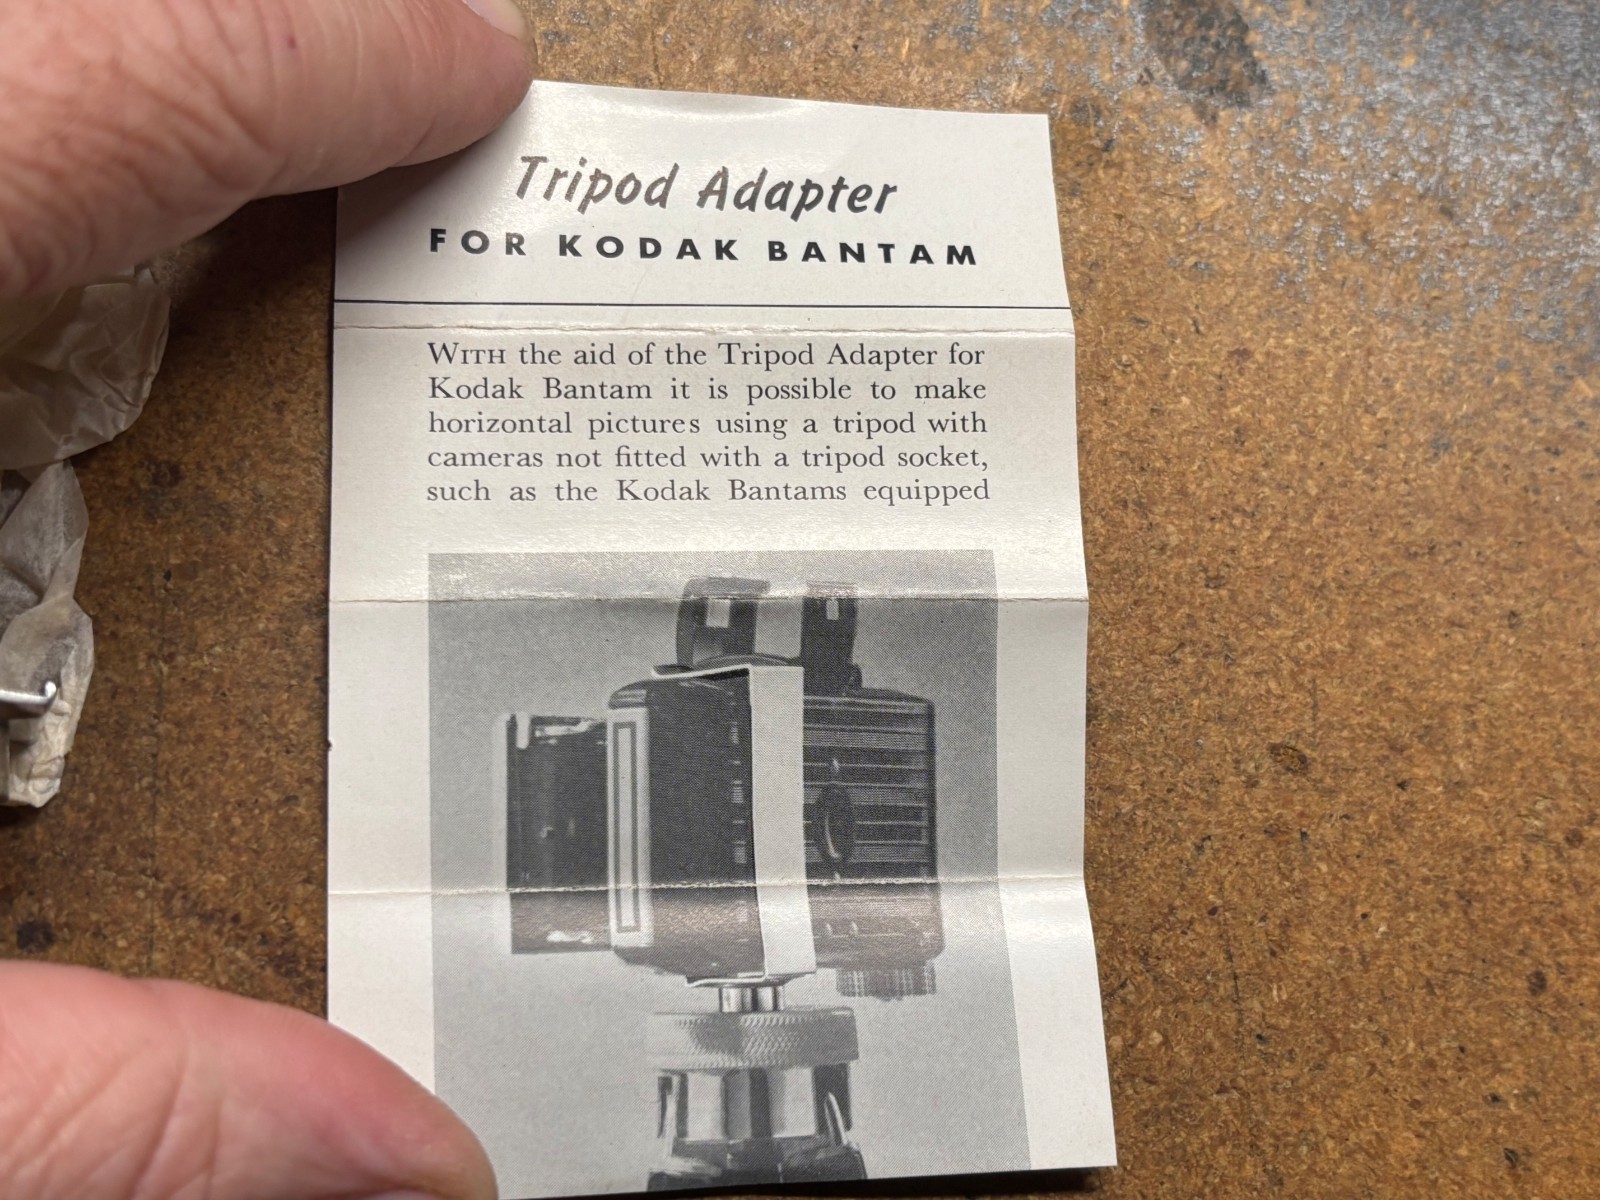 Tripod Adapter
FOR KODAK BANTAM
WITH the aid of the Tripod Adapter for
Kodak Bantam it is possible to make
horizontal pictures using a tripod with
cameras not fitted with a tripod socket,
such as the Kodak Bantams equipped